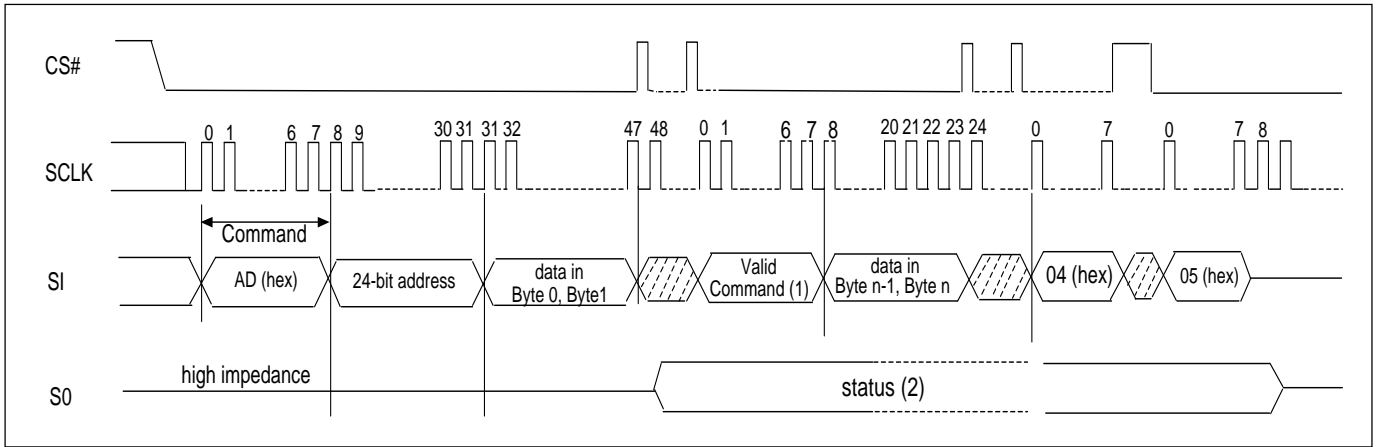 CS#
0 1 6 7 8 9 30 31 31 32 47 48 0 1 6 7 8 20 21 22 23 24 0 7 0 7 8
SCLK
Command
SI
AD (hex)
24-bit address
data in
Byte 0, Byte1
Valid
Command (1)
data in
Byte n-1, Byte n
04 (hex)
05 (hex)
high impedance
S0
status (2)